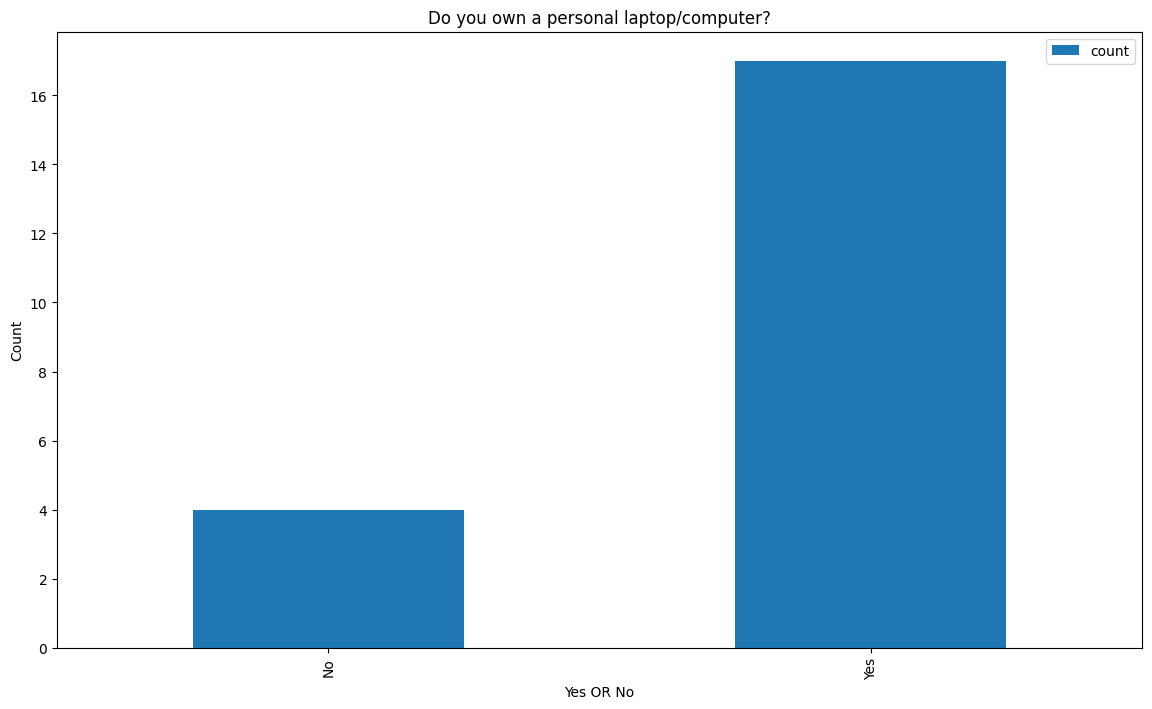 Do you own a personal laptop/computer?
count
16
14
12
10
8
6
4
2
0
Count
No
Yes
Yes OR No